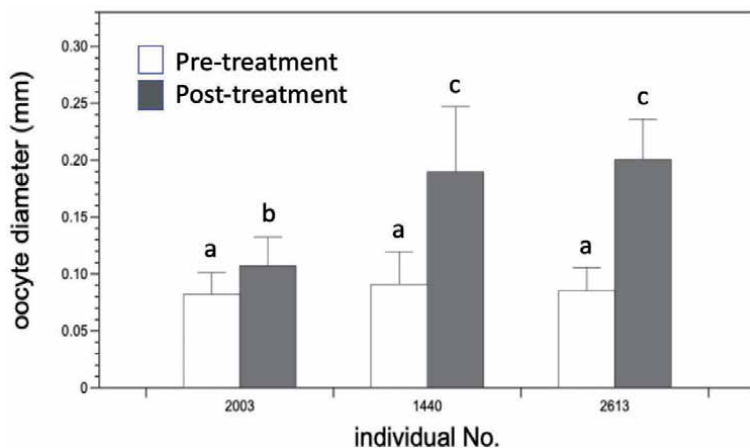 0.30
0.25
0.20
0.15
0.10
0.05
0
oocyte diameter (mm)
Pre-treatment
Post-treatment
a
b
a
c
a
c
2003
1440
2613
individual No.